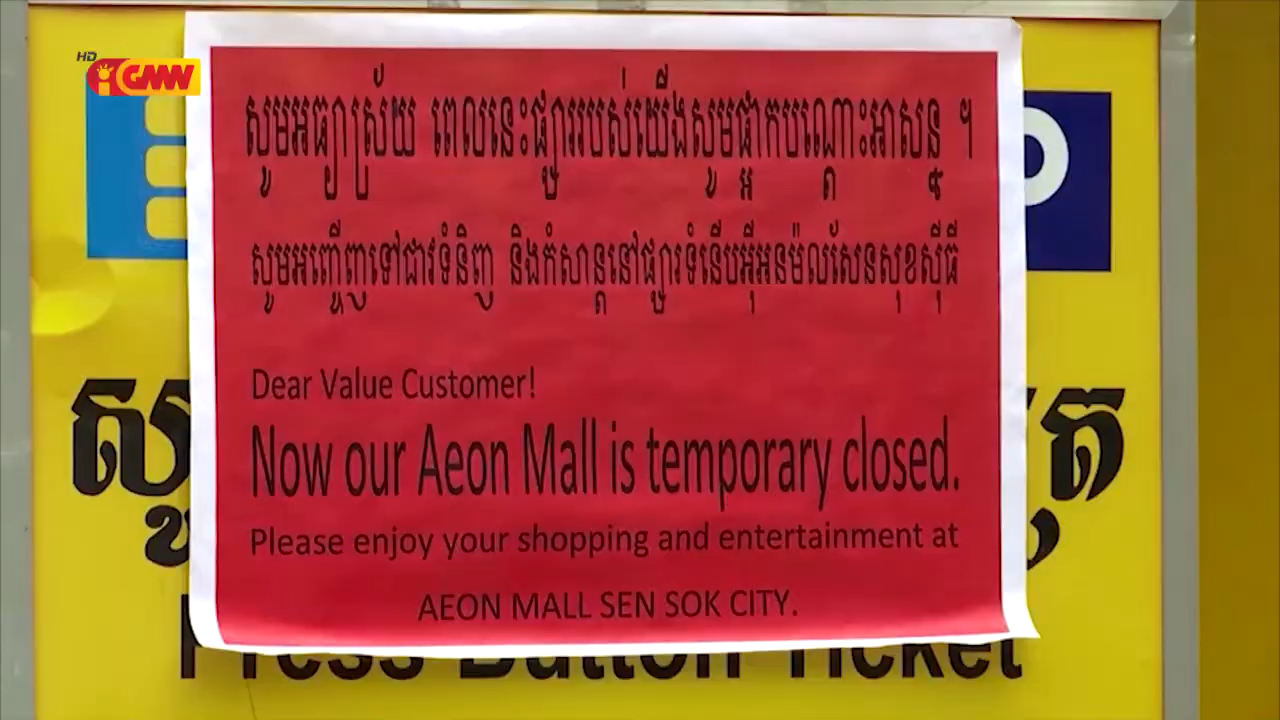 HD
GMW
សូមអធ្យាស្រ័យ ពេលនេះផ្សាររបស់យើងសូមផ្អាកបណ្តោះអាសន្ន ។
សូមអញ្ជើញទៅជាវទំនិញ និងកំសាន្តនៅផ្សារទំនើបអ៊ីអនម៉លសែនសុខស៊ីធី
Dear Value Customer!
Now our Aeon Mall is temporary closed.
Please enjoy your shopping and entertainment at
AEON MALL SEN SOK CITY.
Press Button Ticket